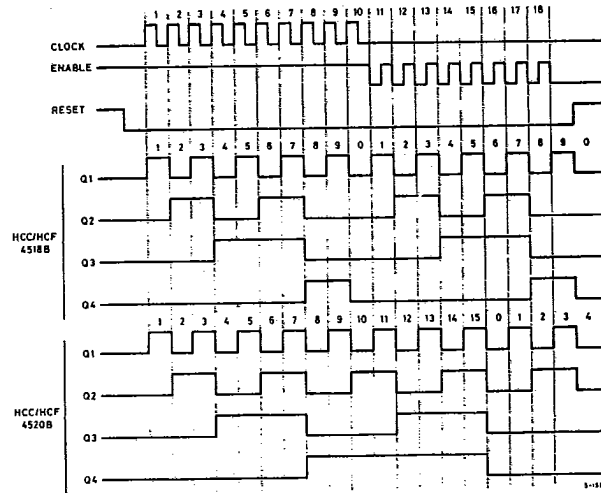 1 2 3 4 5 6 7 8 9 10 11 12 13 14 15 16 17 18
CLOCK
ENABLE
RESET
1 2 3 4 5 6 7 8 9 0 1 2 3 4 5 6 7 8 9 0
Q1
Q2
HCC/HCF
4518B
Q3
Q4
1 2 3 4 5 6 7 8 9 10 11 12 13 14 15 0 1 2 3 4
Q1
Q2
HCC/HCF
4520B
Q3
Q4